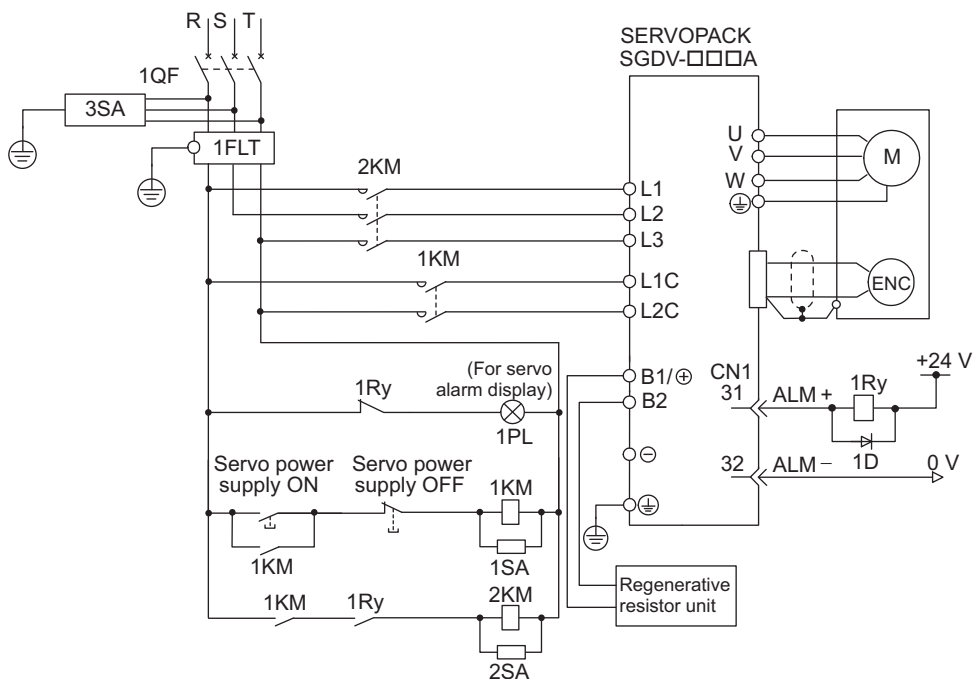 R S T
SERVOPACK
SGDV-□□□A
1QF
3SA
1FLT
2KM
L1
L2
L3
1KM
L1C
L2C
U
V
W
M
ENC
(For servo
alarm display)
1Ry
1PL
B1/⊕
B2
⊖
CN1
31
ALM +
1Ry
+24 V
1D
32
ALM −
0 V
Servo power
supply ON
Servo power
supply OFF
1KM
1KM
1SA
1KM
1Ry
2KM
2SA
Regenerative
resistor unit